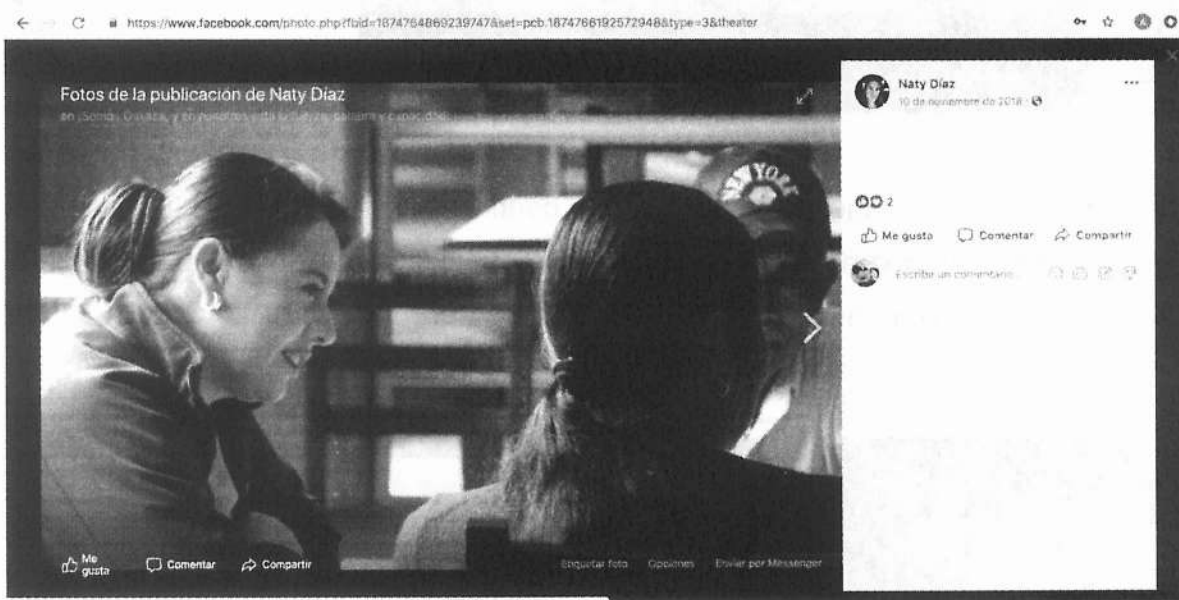 https://www.facebook.com/photo.php?fbid=1874764869239747&set=pcb.1874766192572948&type=3&theater
Fotos de la publicación de Naty Díaz
Naty Díaz
10 de noviembre de 2018
2
Me gusta
Comentar
Compartir
Escribir un comentario...
NEW YORK
Me gusta
Comentar
Compartir
Etiquetar foto
Opciones
Enviar por Messenger